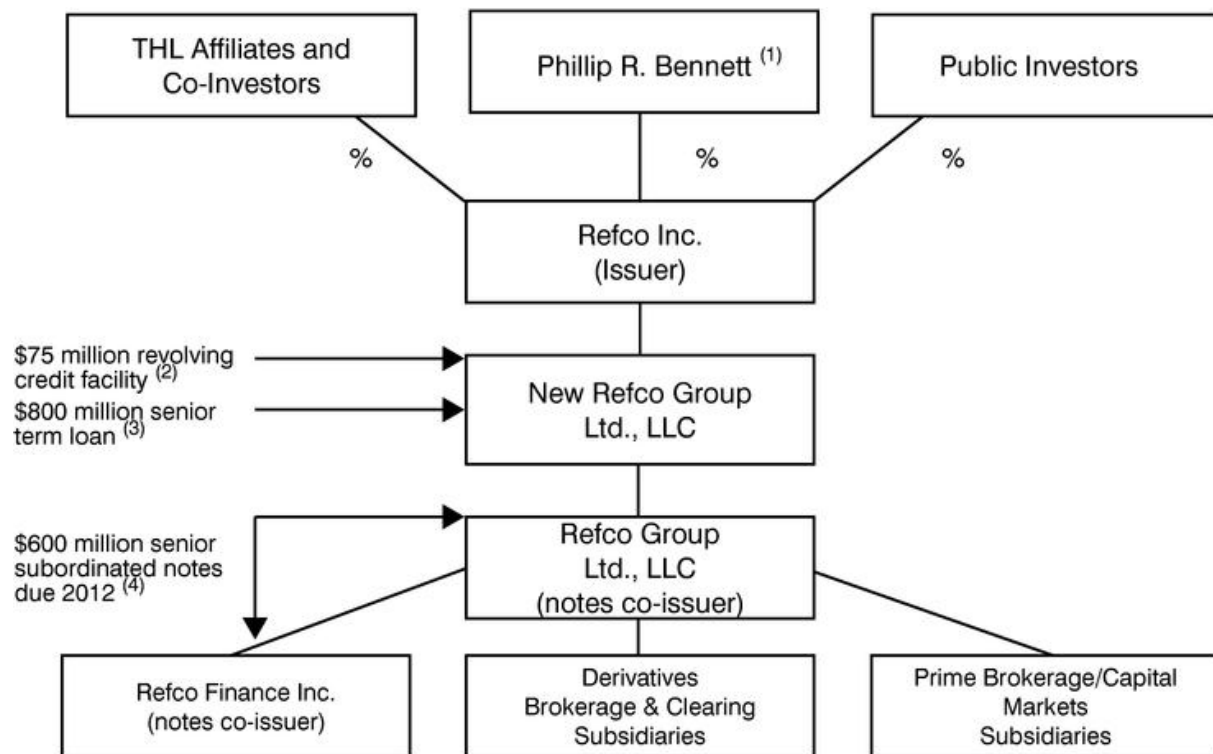 THL Affiliates and
Co-Investors
Phillip R. Bennett (1)
Public Investors
%
%
%
Refco Inc.
(Issuer)
$75 million revolving
credit facility (2)
$800 million senior
term loan (3)
New Refco Group
Ltd., LLC
$600 million senior
subordinated notes
due 2012 (4)
Refco Group
Ltd., LLC
(notes co-issuer)
Refco Finance Inc.
(notes co-issuer)
Derivatives
Brokerage & Clearing
Subsidiaries
Prime Brokerage/Capital
Markets
Subsidiaries